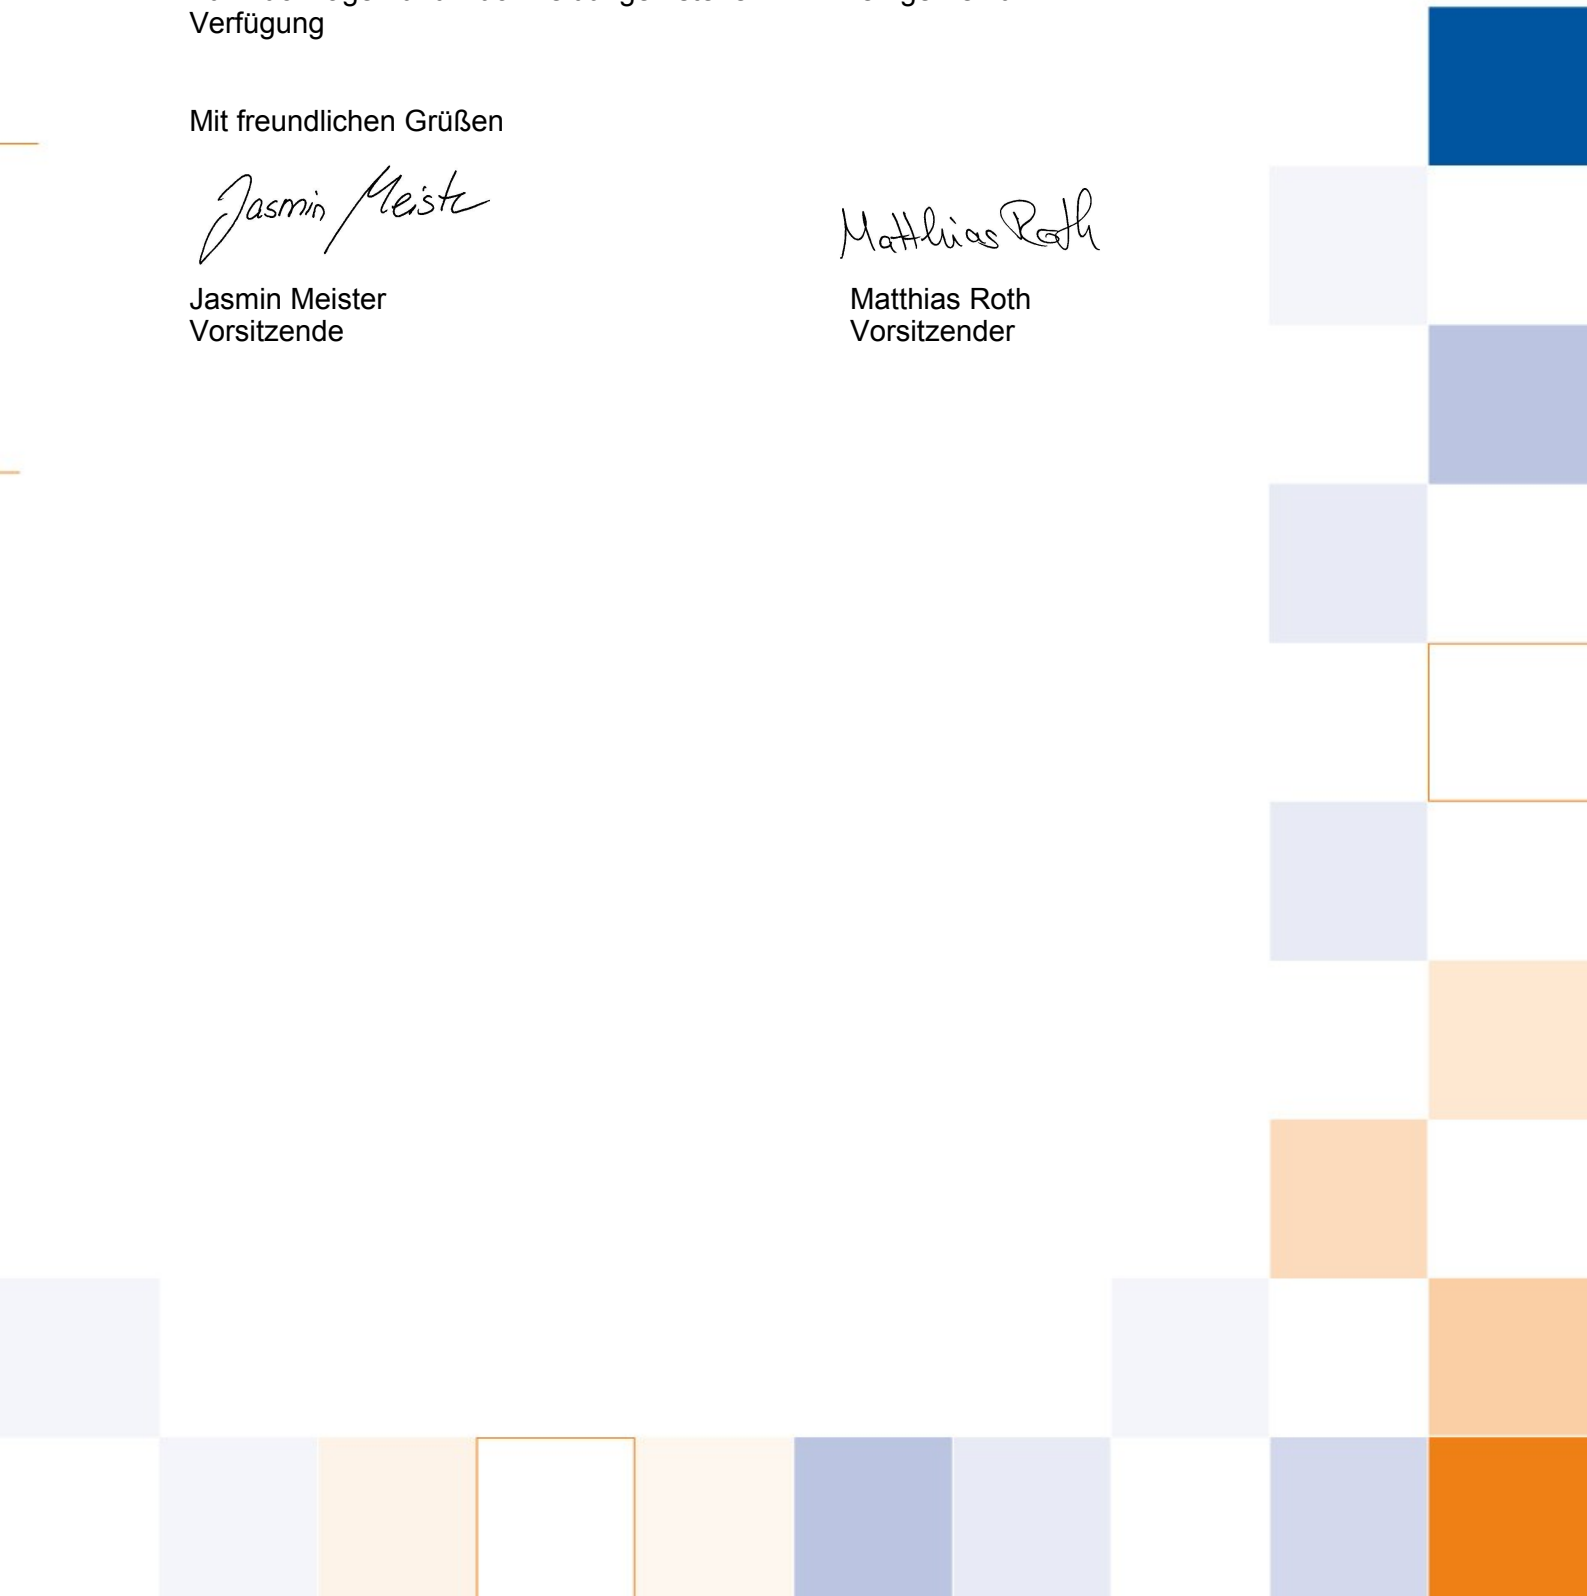 Verfügung
Mit freundlichen Grüßen
Jasmin Meister Matthias Roth
Jasmin Meister Matthias Roth
Vorsitzende Vorsitzender